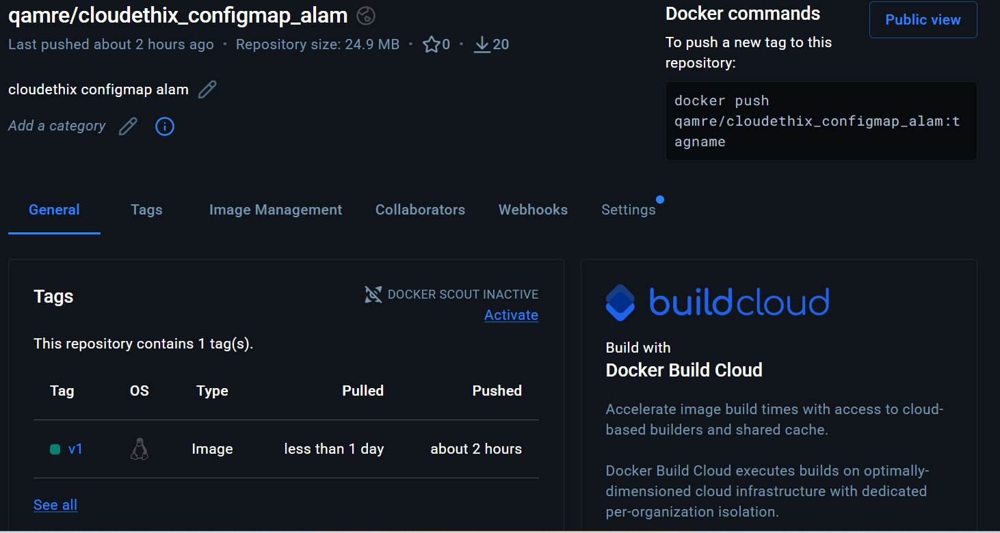 qamre/cloudethix_configmap_alam
Last pushed about 2 hours ago • Repository size: 24.9 MB • 0 • 20
cloudethix configmap alam
Add a category
Docker commands
Public view
To push a new tag to this
repository:
docker push
qamre/cloudethix_configmap_alam:t
agname
General Tags Image Management Collaborators Webhooks Settings
Tags
DOCKER SCOUT INACTIVE
Activate
This repository contains 1 tag(s).
Tag OS Type Pulled Pushed
v1 Image less than 1 day about 2 hours
See all
buildcloud
Build with
Docker Build Cloud
Accelerate image build times with access to cloud-
based builders and shared cache.
Docker Build Cloud executes builds on optimally-
dimensioned cloud infrastructure with dedicated
per-organization isolation.